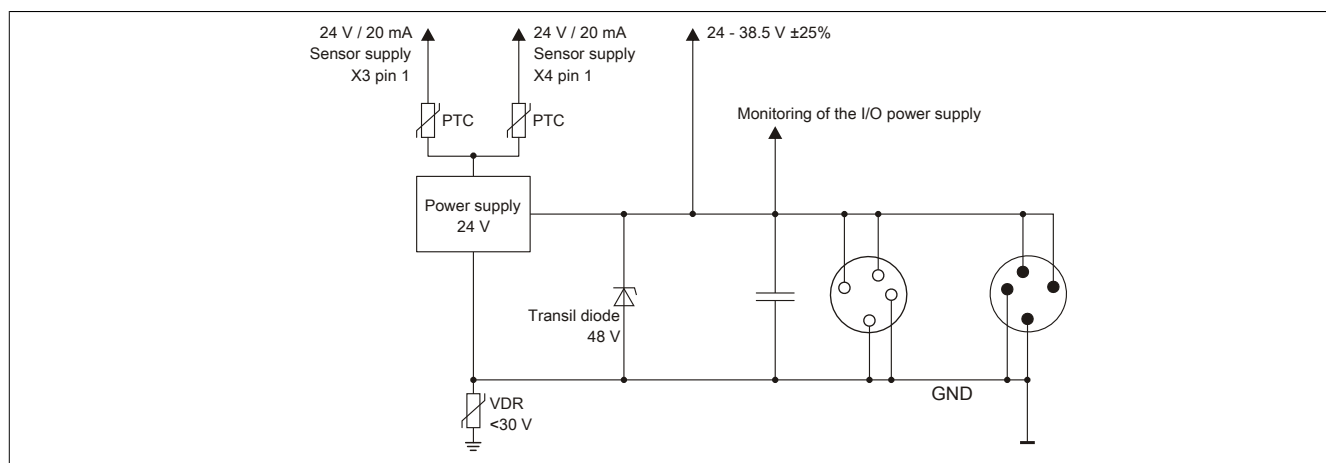 24 V / 20 mA
Sensor supply
X3 pin 1
24 V / 20 mA
Sensor supply
X4 pin 1
24 - 38.5 V ±25%
PTC
PTC
Monitoring of the I/O power supply
Power supply
24 V
Transil diode
48 V
GND
VDR
<30 V